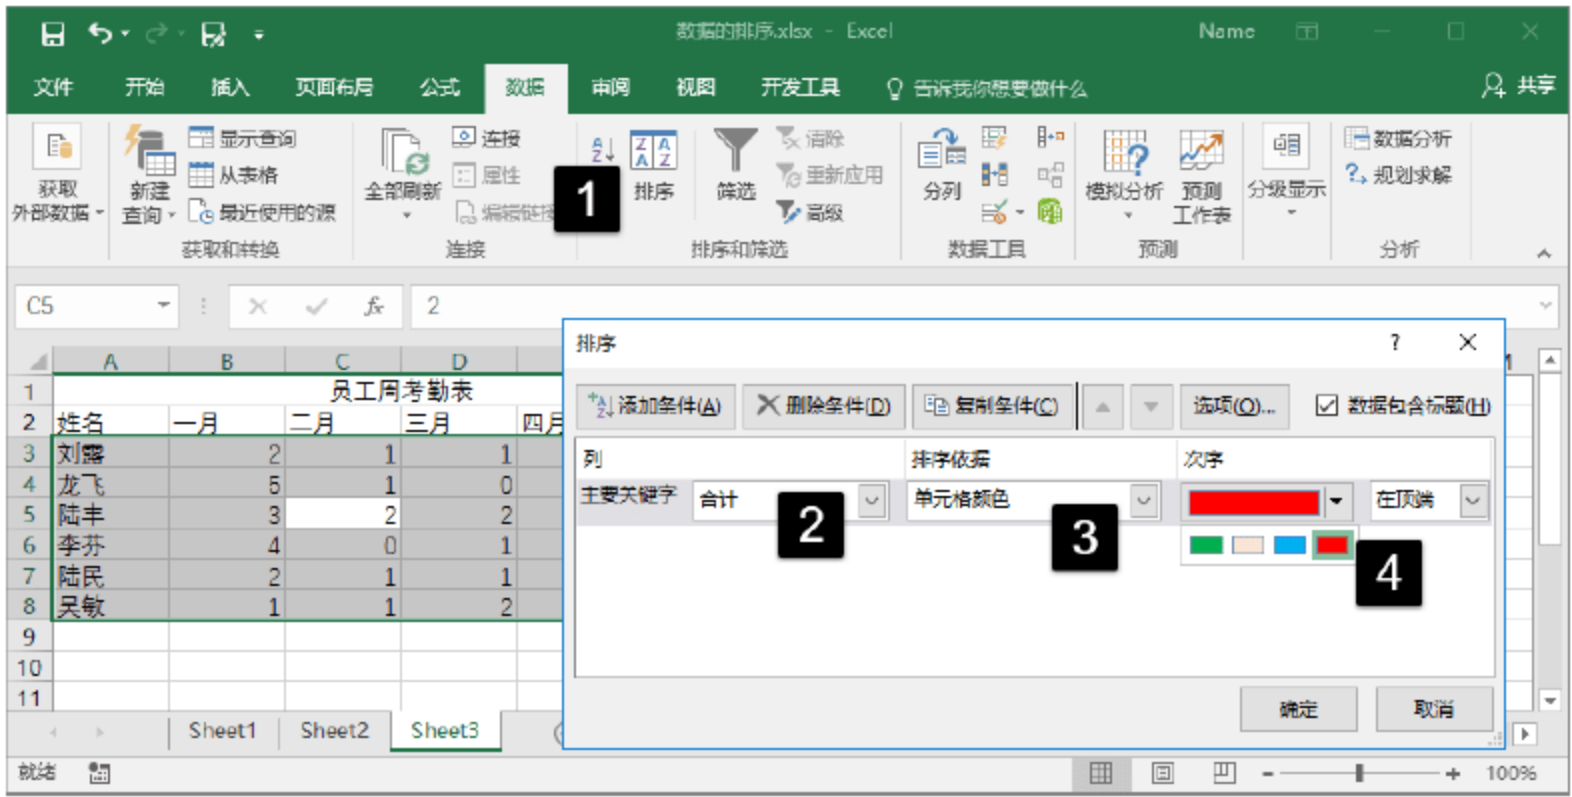 数据的排序.xlsx - Excel
Name
文件 开始 插入 页面布局 公式 数据 审阅 视图 开发工具 告诉我你想要做什么 共享
获取
外部数据
新建
查询
显示查询
从表格
最近使用的源
获取和转换
全部刷新
连接
属性
编辑链接
连接
1
排序
筛选
清除
重新应用
高级
排序和筛选
分列
数据工具
模拟分析
预测
工作表
预测
分级显示
数据分析
规划求解
分析
C5
fx
2
A B C D M
1 员工周考勤表
2 姓名 一月 二月 三月 四月
3 刘露 2 1 1
4 龙飞 5 1 0
5 陆丰 3 2 2
6 李芬 4 0 1
7 陆民 2 1 1
8 吴敏 1 1 2
9
10
11
排序
?
添加条件(A) 删除条件(D) 复制条件(C) 选项(O)... 数据包含标题(H)
列 排序依据 次序
主要关键字 合计 单元格颜色 在顶端
2
3
4
确定 取消
Sheet1 Sheet2 Sheet3
就绪
100%